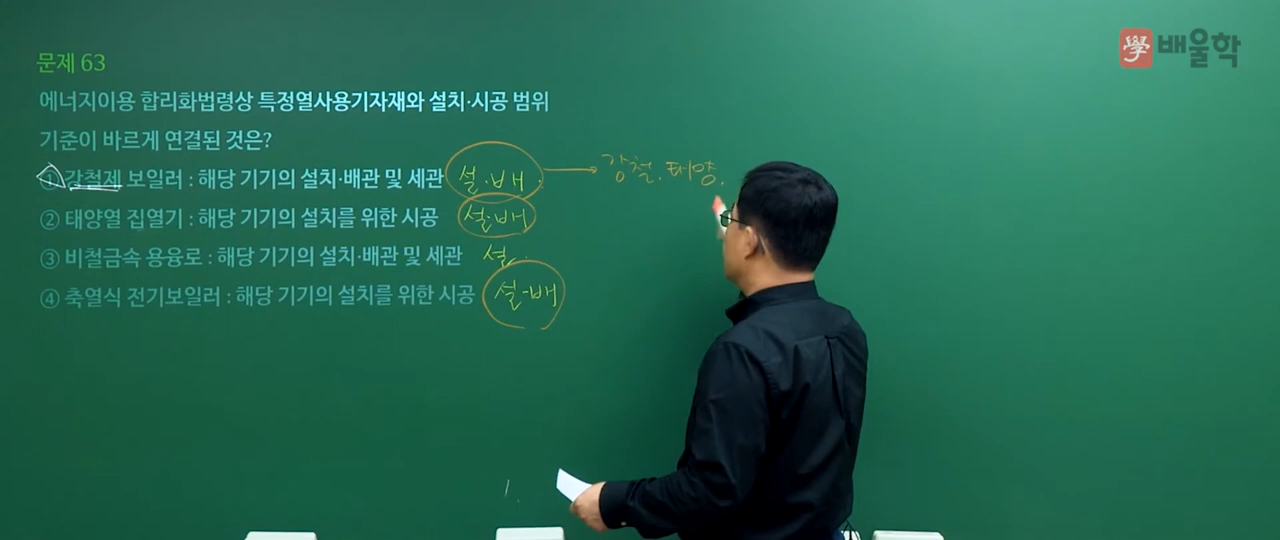 學 배울학
문제 63
에너지이용 합리화법령상 특정열사용기자재와 설치·시공 범위
기준이 바르게 연결된 것은?
① 강철제 보일러 : 해당 기기의 설치·배관 및 세관 설·배 → 강철. 태양.
② 태양열 집열기 : 해당 기기의 설치를 위한 시공 설·배
③ 비철금속 용융로 : 해당 기기의 설치·배관 및 세관 설.
④ 축열식 전기보일러 : 해당 기기의 설치를 위한 시공 설-배